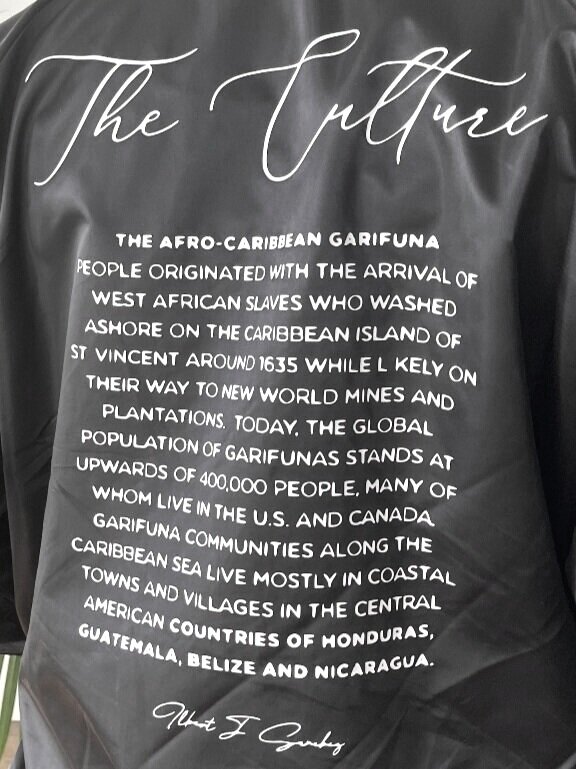 The Culture
THE AFRO-CARIBBEAN GARIFUNA
PEOPLE ORIGINATED WITH THE ARRIVAL OF
WEST AFRICAN SLAVES WHO WASHED
ASHORE ON THE CARIBBEAN ISLAND OF
ST VINCENT AROUND 1635 WHILE L KELY ON
THEIR WAY TO NEW WORLD MINES AND
PLANTATIONS. TODAY, THE GLOBAL
POPULATION OF GARIFUNAS STANDS AT
UPWARDS OF 400,000 PEOPLE, MANY OF
WHOM LIVE IN THE U.S. AND CANADA
GARIFUNA COMMUNITIES ALONG THE
CARIBBEAN SEA LIVE MOSTLY IN COASTAL
TOWNS AND VILLAGES IN THE CENTRAL
AMERICAN COUNTRIES OF HONDURAS,
GUATEMALA, BELIZE AND NICARAGUA.
Albert J Sanchez